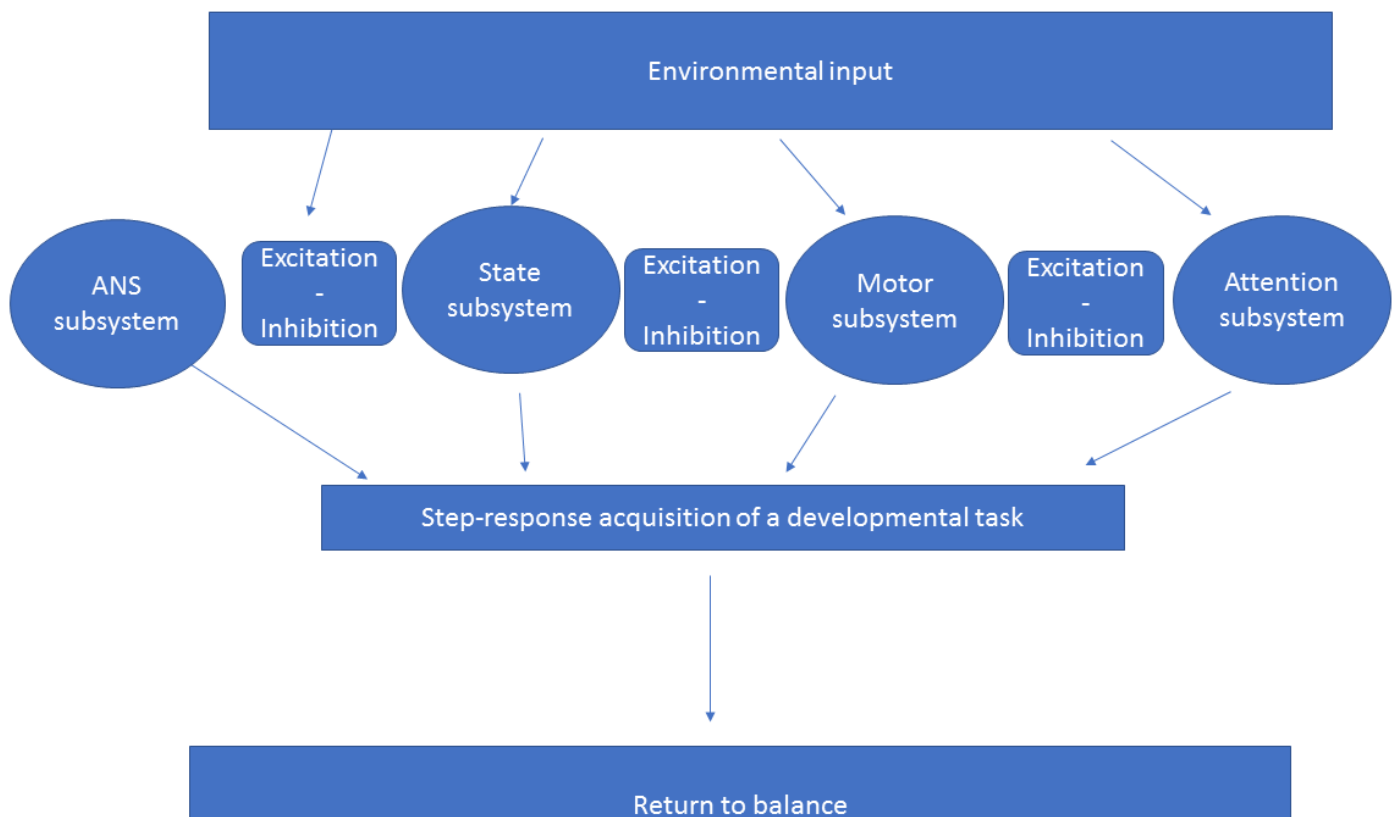 Environmental input
ANS
subsystem
Excitation
-
Inhibition
State
subsystem
Excitation
-
Inhibition
Motor
subsystem
Excitation
-
Inhibition
Attention
subsystem
Step-response acquisition of a developmental task
Return to balance